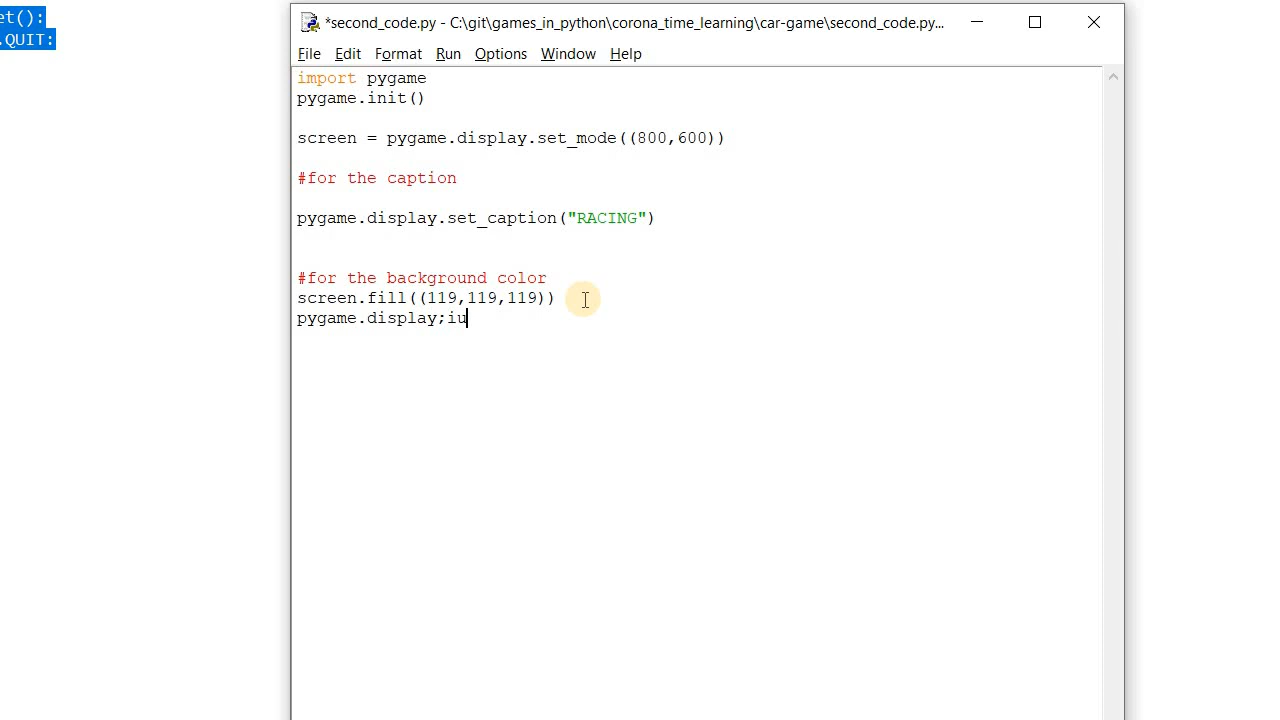 et():
.QUIT:
*second_code.py - C:\git\games_in_python\corona_time_learning\car-game\second_code.py...
File Edit Format Run Options Window Help
import pygame
pygame.init()
screen = pygame.display.set_mode((800,600))
#for the caption
pygame.display.set_caption("RACING")
#for the background color
screen.fill((119,119,119))
pygame.display;iu